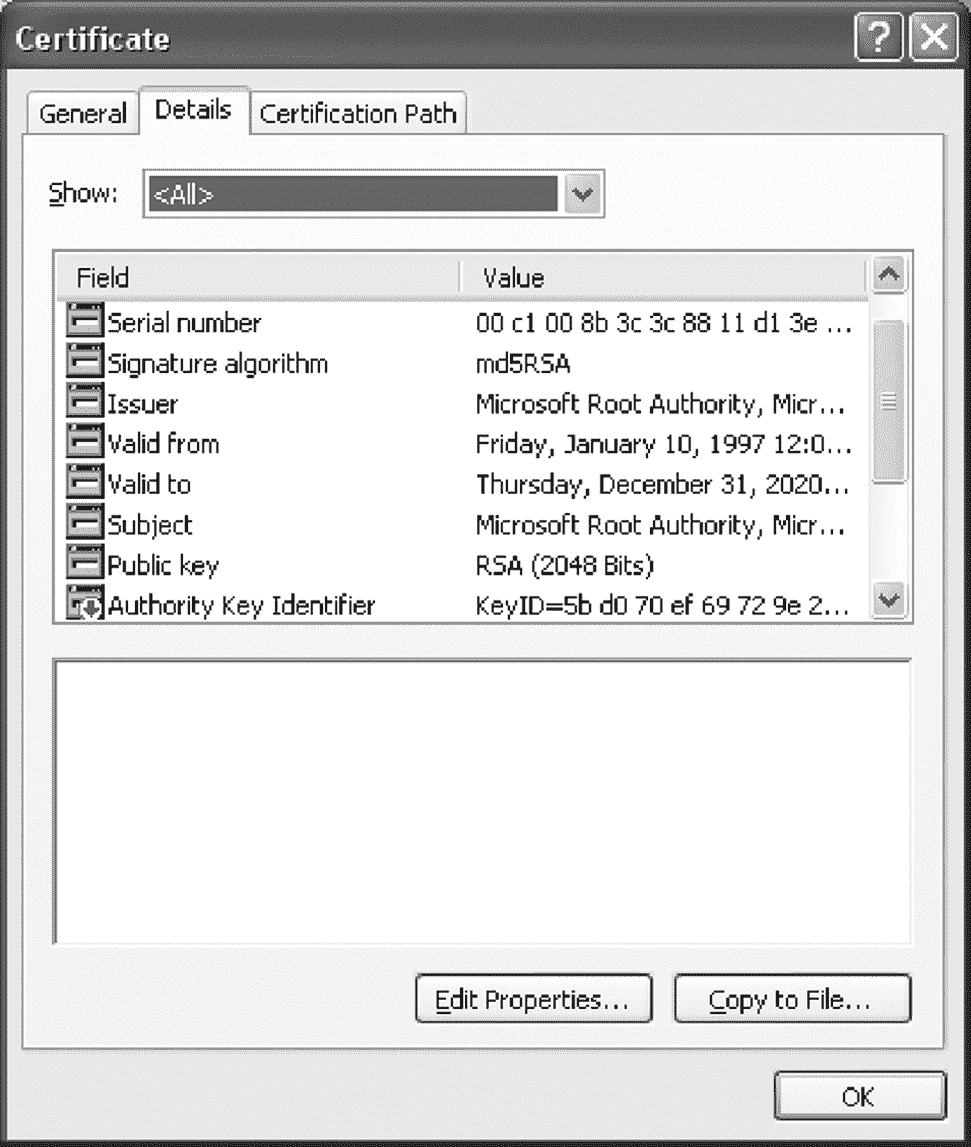 Certificate
General Details Certification Path
Show: <All>
Field Value
Serial number 00 c1 00 8b 3c 3c 88 11 d1 3e ...
Signature algorithm md5RSA
Issuer Microsoft Root Authority, Micr...
Valid from Friday, January 10, 1997 12:0...
Valid to Thursday, December 31, 2020...
Subject Microsoft Root Authority, Micr...
Public key RSA (2048 Bits)
Authority Key Identifier KeyID=5b d0 70 ef 69 72 9e 2...
Edit Properties... Copy to File...
OK